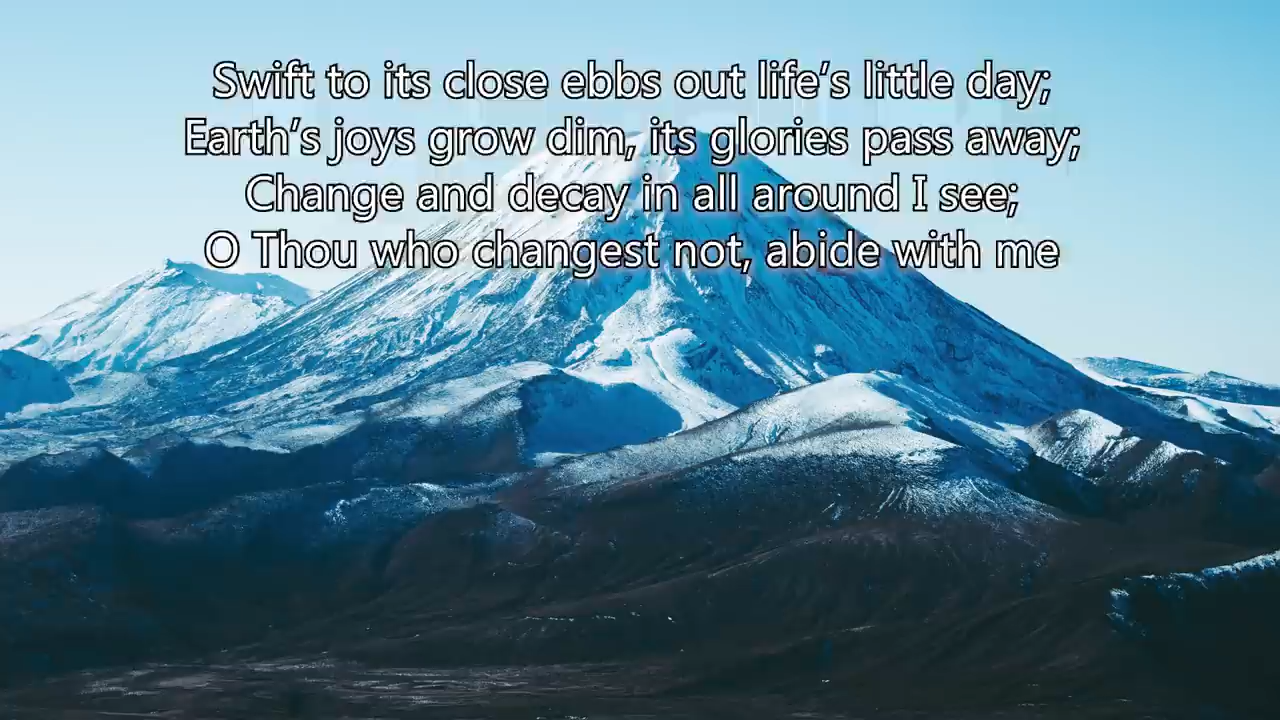 Swift to its close ebbs out life’s little day;
Earth’s joys grow dim, its glories pass away;
Change and decay in all around I see;
O Thou who changest not, abide with me